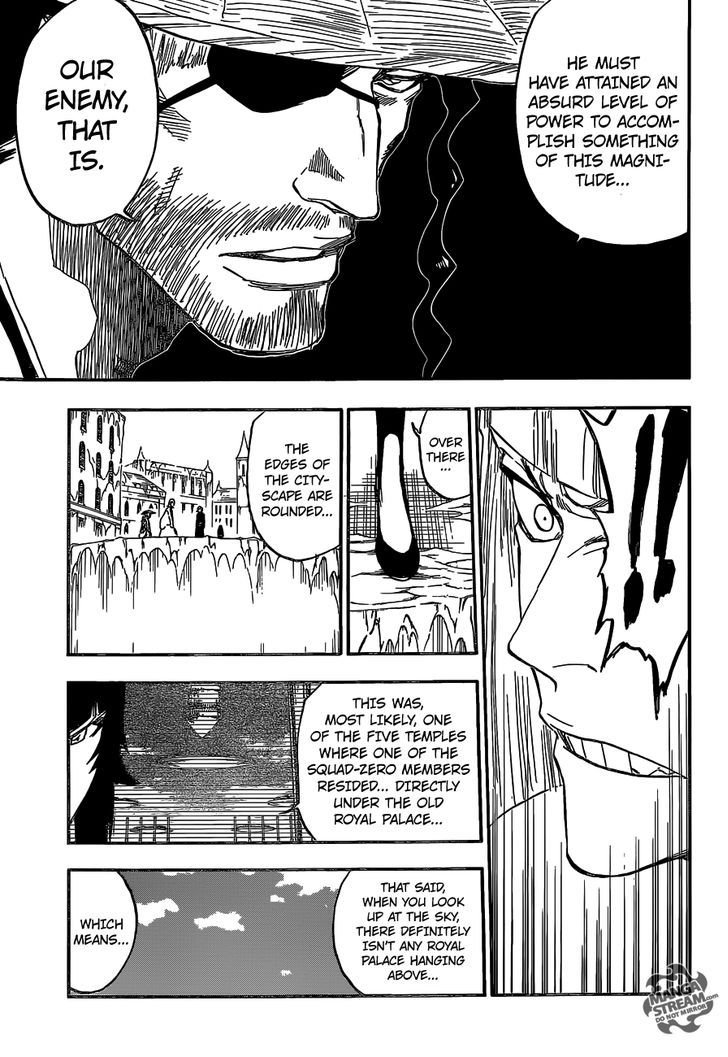 HE MUST
HAVE ATTAINED AN
ABSURD LEVEL OF
POWER TO ACCOM-
PLISH SOMETHING
OF THIS MAGNI-
TUDE...
OUR
ENEMY,
THAT
IS.
OVER
THERE...
THE
EDGES OF
THE CITY-
SCAPE ARE
ROUNDED...
THIS WAS,
MOST LIKELY, ONE
OF THE FIVE TEMPLES
WHERE ONE OF THE
SQUAD-ZERO MEMBERS
RESIDED... DIRECTLY
UNDER THE OLD
ROYAL PALACE...
THAT SAID,
WHEN YOU LOOK
UP AT THE SKY,
THERE DEFINITELY
ISN'T ANY ROYAL
PALACE HANGING
ABOVE...
WHICH
MEANS...
MANGA
STREAM.com
DO NOT MIRROR